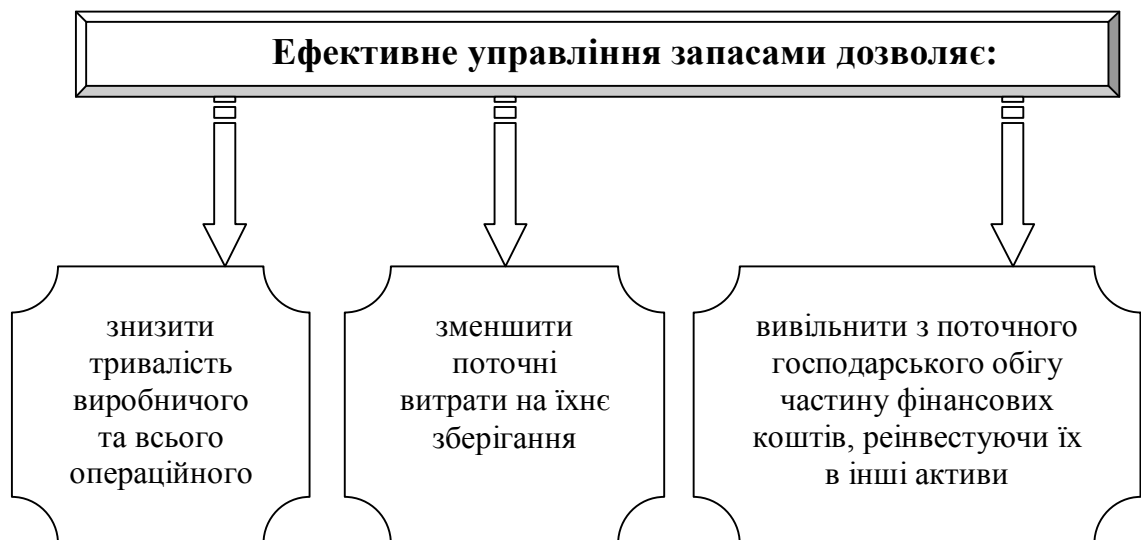 Ефективне управління запасами дозволяє:
знизити
тривалість
виробничого
та всього
операційного
зменшити
поточні
витрати на їхнє
зберігання
вивільнити з поточного
господарського обігу
частину фінансових
коштів, реінвестуючи їх
в інші активи